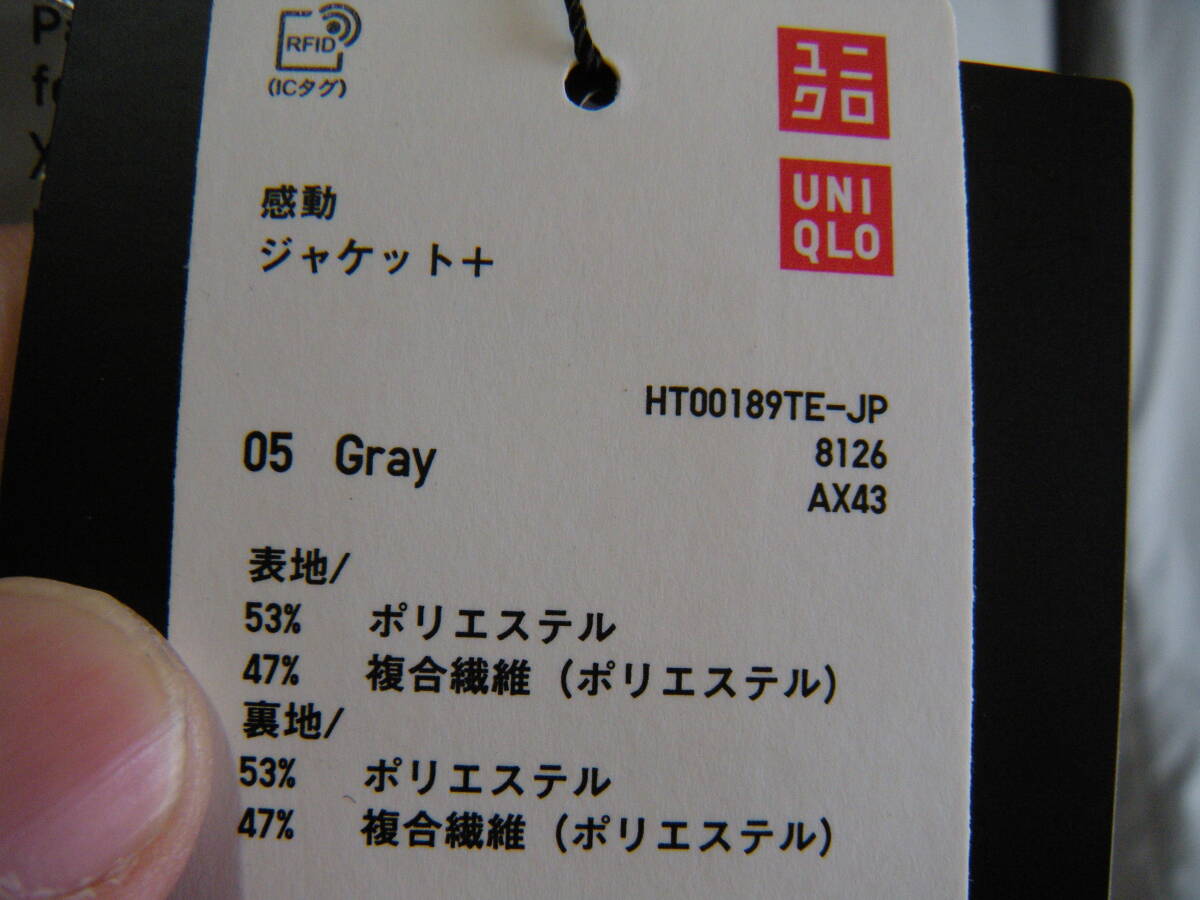 RFID
(ICタグ)
ユニ
クロ
UNI
QLO
感動
ジャケット+
HT00189TE-JP
8126
AX43
05 Gray
表地/
53% ポリエステル
47% 複合繊維 (ポリエステル)
裏地/
53% ポリエステル
47% 複合繊維 (ポリエステル)